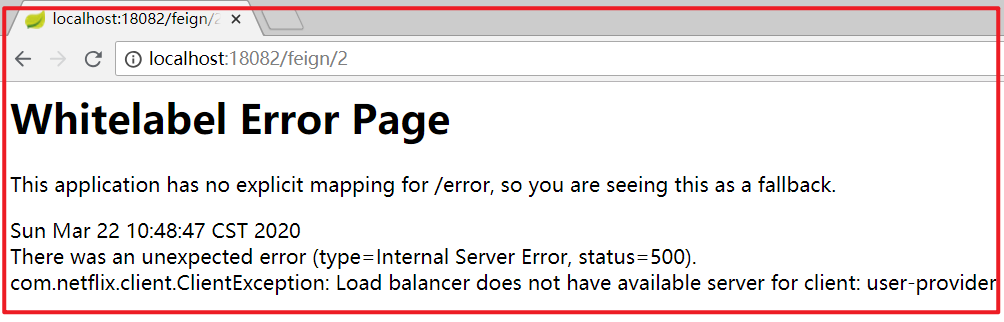 localhost:18082/feign/2
localhost:18082/feign/2
Whitelabel Error Page
This application has no explicit mapping for /error, so you are seeing this as a fallback.
Sun Mar 22 10:48:47 CST 2020
There was an unexpected error (type=Internal Server Error, status=500).
com.netflix.client.ClientException: Load balancer does not have available server for client: user-provider